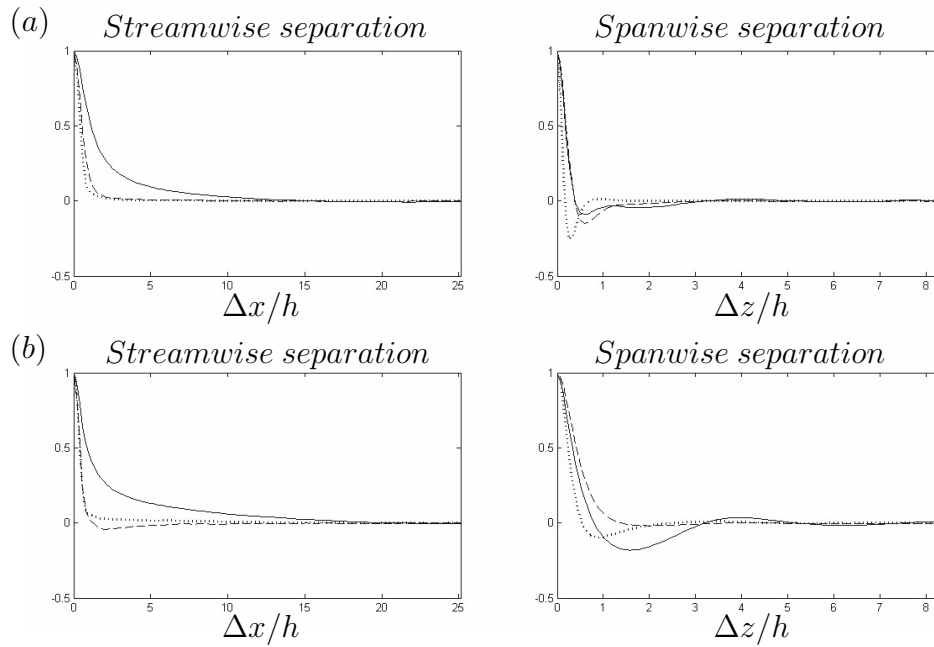 (a) Streamwise separation Spanwise separation
1 1
0.5 0.5
0 0
-0.5 -0.5
0 5 10 15 20 25 0 1 2 3 4 5 6 7 8
Δx/h Δz/h
(b) Streamwise separation Spanwise separation
1 1
0.5 0.5
0 0
-0.5 -0.5
0 5 10 15 20 25 0 1 2 3 4 5 6 7 8
Δx/h Δz/h